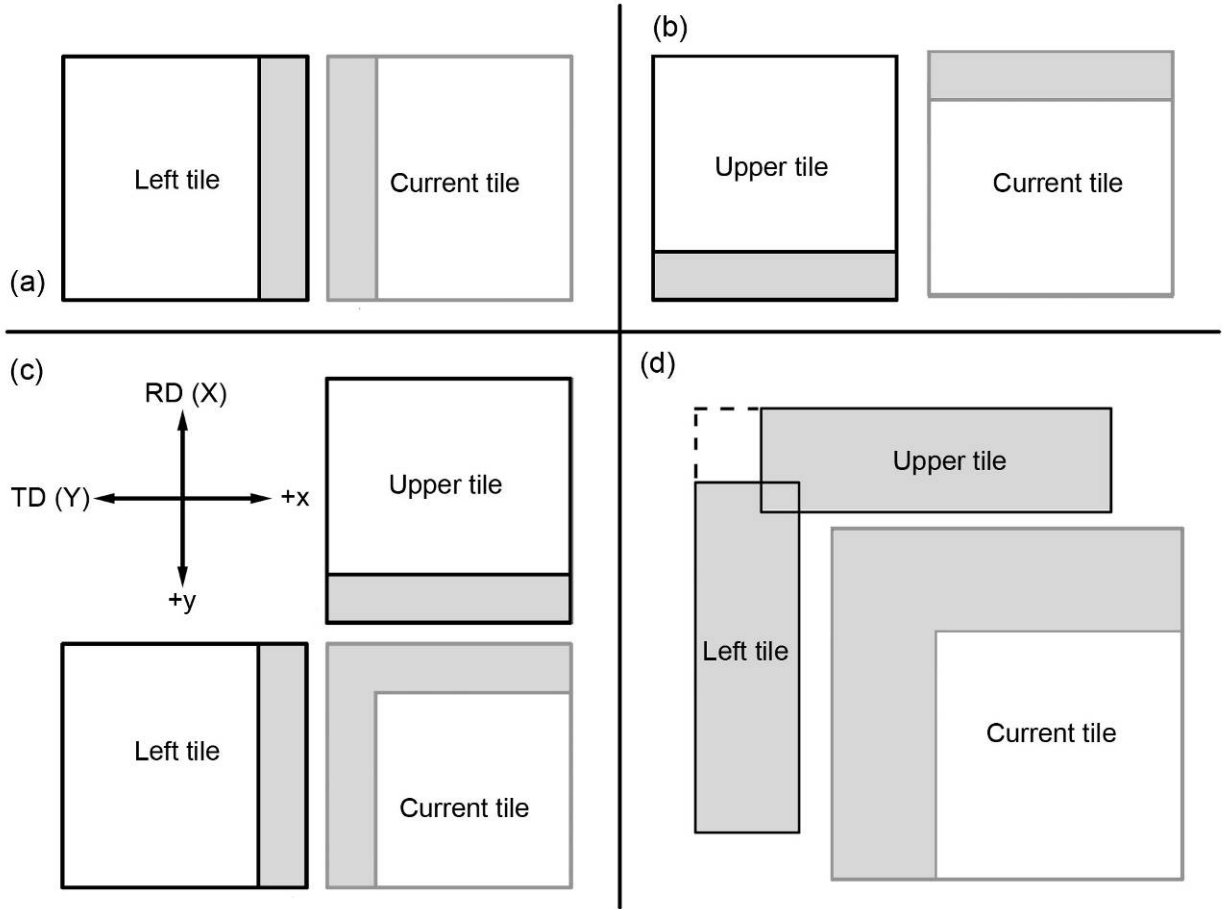 (a)
Left tile
Current tile
(b)
Upper tile
Current tile
(c)
RD (X)
TD (Y)
+x
+y
Upper tile
Left tile
Current tile
(d)
Upper tile
Left tile
Current tile